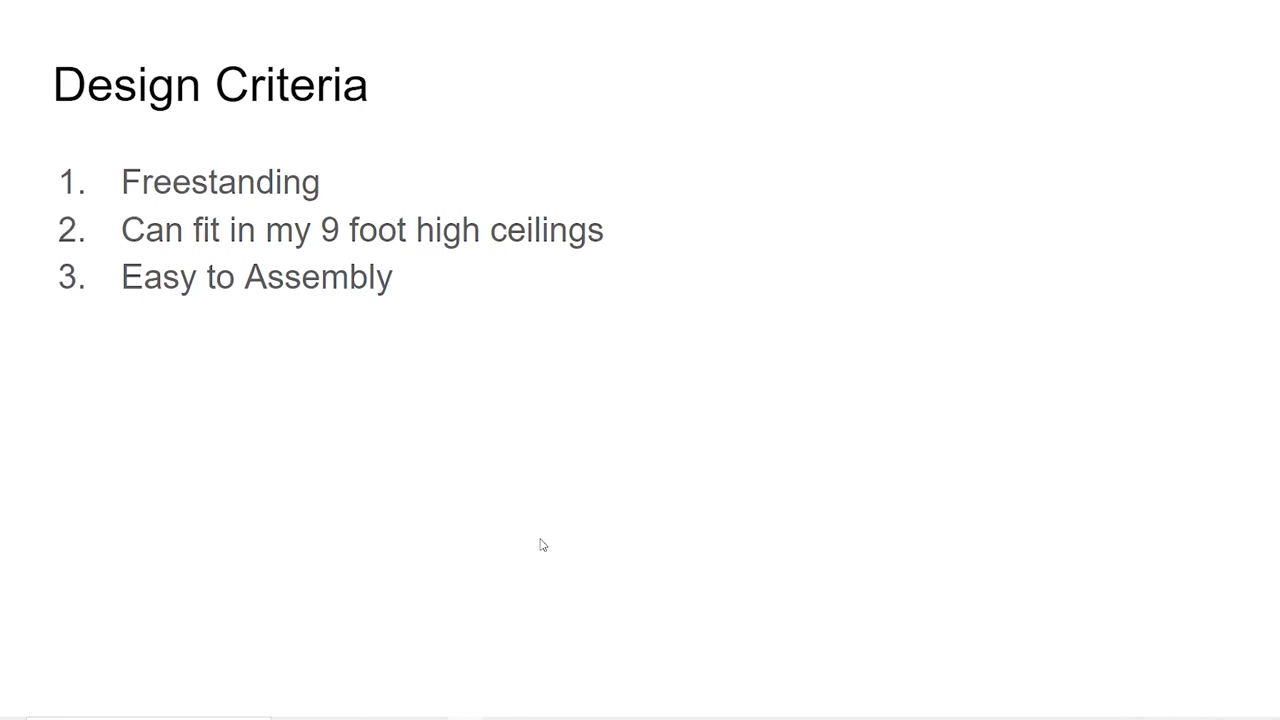 Design Criteria
1. Freestanding
2. Can fit in my 9 foot high ceilings
3. Easy to Assembly